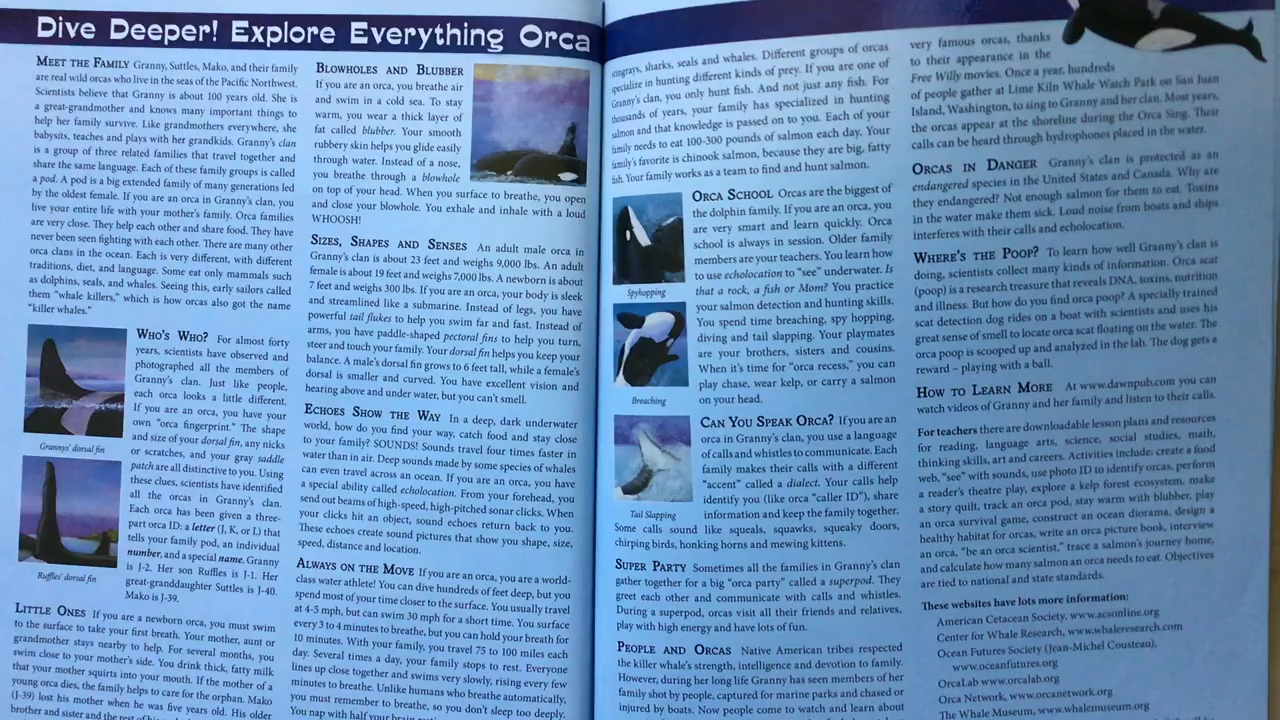 Dive Deeper! Explore Everything Orca
MEET THE FAMILY Granny, Suttles, Mako, and their family
are real wild orcas who live in the seas of the Pacific Northwest.
Scientists believe that Granny is about 100 years old. She is
a great-grandmother and knows many important things to
help her family survive. Like grandmothers everywhere, she
babysits, teaches and plays with her grandkids. Granny's clan
is a group of three related families that travel together and
share the same language. Each of these family groups is called
a pod. A pod is a big extended family of many generations led
by the oldest female. If you are an orca in Granny's clan, you
live your entire life with your mother's family. Orca families
are very close. They help each other and share food. They have
never been seen fighting with each other. There are many other
orca clans in the ocean. Each is very different, with different
traditions, diet, and language. Some eat only mammals such
as dolphins, seals, and whales. Seeing this, early sailors called
them "whale killers," which is how orcas also got the name
"killer whales."
WHO'S WHO? For almost forty
years, scientists have observed and
photographed all the members of
Granny's clan. Just like people,
each orca looks a little different.
If you are an orca, you have your
own "orca fingerprint." The shape
and size of your dorsal fin, any nicks
or scratches, and your gray saddle
patch are all distinctive to you. Using
these clues, scientists have identified
all the orcas in Granny's clan.
Each orca has been given a three-
part orca ID: a letter (J, K, or L) that
tells your family pod, an individual
number, and a special name. Granny
is J-2. Her son Ruffles is J-1. Her
great-granddaughter Suttles is J-40.
Mako is J-39.
Grannys' dorsal fin
Ruffles' dorsal fin
LITTLE ONES If you are a newborn orca, you must swim
to the surface to take your first breath. Your mother, aunt or
grandmother stays nearby to help. For several months, you
swim close to your mother's side. You drink thick, fatty milk
that your mother squirts into your mouth. If the mother of a
young orca dies, the family helps to care for the orphan. Mako
(J-39) lost his mother when he was five years old. His older
brother and sister and the rest of his
BLOWHOLES AND BLUBBER
If you are an orca, you breathe air
and swim in a cold sea. To stay
warm, you wear a thick layer of
fat called blubber. Your smooth
rubbery skin helps you glide easily
through water. Instead of a nose,
you breathe through a blowhole
on top of head. When you surface to breathe, you open
and close your blowhole. You exhale and inhale with a loud
WHOOSH!
SIZES, SHAPES AND SENSES An adult male orca in
Granny's clan is about 23 feet and weighs 9,000 lbs. An adult
female is about 19 feet and weighs 7,000 lbs. A newborn is about
7 feet and weighs 300 lbs. If you are an orca, your body is sleek
and streamlined like a submarine. Instead of legs, you have
powerful tail flukes to help you swim far and fast. Instead of
arms, you have paddle-shaped pectoral fins to help you turn,
steer and touch your family. Your dorsal fin helps you keep your
balance. A male's dorsal fin grows to 6 feet tall, while a female's
dorsal is smaller and curved. You have excellent vision and
hearing above and under water, but you can't smell.
ECHOES SHOW THE WAY In a deep, dark underwater
world, how do you find your way, catch food and stay close
to your family? SOUNDS! Sounds travel four times faster in
water than in air. Deep sounds made by some species of whales
can even travel across an ocean. If you are an orca, you have
a special ability called echolocation. From your forehead, you
send out beams of high-speed, high-pitched sonar clicks. When
your clicks hit an object, sound echoes return back to you.
These echoes create sound pictures that show you shape, size,
speed, distance and location.
ALWAYS ON THE MOVE If you are an orca, you are a world-
class water athlete! You can dive hundreds of feet deep, but you
spend most of your time closer to the surface. You usually travel
at 4-5 mph, but can swim 30 mph for a short time. You surface
every 3 to 4 minutes to breathe, but you can hold your breath for
10 minutes. With your family, you travel 75 to 100 miles each
day. Several times a day, your family stops to rest. Everyone
lines up close together and swims very slowly, rising every few
minutes to breathe. Unlike humans who breathe automatically,
you must remember to breathe, so you don't sleep too deeply.
You nap with half your brain
stingrays, sharks, seals and whales. Different groups of orcas
specialize in hunting different kinds of prey. If you are one of
Granny's clan, you only hunt fish. And not just any fish. For
thousands of years, your family has specialized in hunting
salmon and that knowledge is passed on to you. Each of your
family needs to eat 100-300 pounds of salmon each day. Your
family's favorite is chinook salmon, because they are big, fatty
fish. Your family works as a team to find and hunt salmon.
ORCA SCHOOL Orcas are the biggest of
the dolphin family. If you are an orca, you
are very smart and learn quickly. Orca
school is always in session. Older family
members are your teachers. You learn how
to use echolocation to "see" underwater. Is
that a rock, a fish or Mom? You practice
your salmon detection and hunting skills.
You spend time breaching, spy hopping,
diving and tail slapping. Your playmates
are your brothers, sisters and cousins.
When it's time for "orca recess," you can
play chase, wear kelp, or carry a salmon
on your head.
Spyhopping
Breaching
Tail Slapping
CAN YOU SPEAK ORCA? If you are an
orca in Granny's clan, you use a language
of calls and whistles to communicate. Each
family makes their calls with a different
"accent" called a dialect. Your calls help
identify you (like orca "caller ID"), share
information and keep the family together.
Some calls sound like squeals, squawks, squeaky doors,
chirping birds, honking horns and mewing kittens.
SUPER PARTY Sometimes all the families in Granny's clan
gather together for a big "orca party" called a superpod. They
greet each other and communicate with calls and whistles.
During a superpod, orcas visit all their friends and relatives,
play with high energy and have lots of fun.
PEOPLE AND ORCAS Native American tribes respected
the killer whale's strength, intelligence and devotion to family.
However, during her long life Granny has seen members of her
family shot by people, captured for marine parks and chased or
injured by boats. Now people come to watch and learn about
very famous orcas, thanks
to their appearance in the
Free Willy movies. Once a year, hundreds
of people gather at Lime Kiln Whale Watch Park on San Juan
Island, Washington, to sing to Granny and her clan. Most years,
the orcas appear at the shoreline during the Orca Sing. Their
calls can be heard through hydrophones placed in the water.
ORCAS IN DANGER Granny's clan is protected as an
endangered species in the United States and Canada. Why are
they endangered? Not enough salmon for them to eat. Toxins
in the water make them sick. Loud noise from boats and ships
interferes with their calls and echolocation.
WHERE'S THE POOP? To learn how well Granny's clan is
doing, scientists collect many kinds of information. Orca scat
(poop) is a research treasure that reveals DNA, toxins, nutrition
and illness. But how do you find orca poop? A specially trained
scat detection dog rides on a boat with scientists and uses his
great sense of smell to locate orca scat floating on the water. The
orca poop is scooped up and analyzed in the lab. The dog gets a
reward – playing with a ball.
HOW TO LEARN MORE At www.dawnpub.com you can
watch videos of Granny and her family and listen to their calls.
For teachers there are downloadable lesson plans and resources
for reading, language arts, science, social studies, math,
thinking skills, art and careers. Activities include: create a food
web, "see" with sounds, use photo ID to identify orcas, perform
a reader's theatre play, explore a kelp forest ecosystem, make
a story quilt, track an orca pod, stay warm with blubber, play
an orca survival game, construct an ocean diorama, design a
healthy habitat for orcas, write an orca picture book, interview
an orca, "be an orca scientist," trace a salmon's journey home,
and calculate how many salmon an orca needs to eat. Objectives
are tied to national and state standards.
These websites have lots more information:
American Cetacean Society, www.acsonline.org
Center for Whale Research, www.whaleresearch.com
Ocean Futures Society (Jean-Michel Cousteau),
www.oceanfutures.org
OrcaLab www.orcalab.org
Orca Network, www.orcanetwork.org
The Whale Museum, www.whalemuseum.org